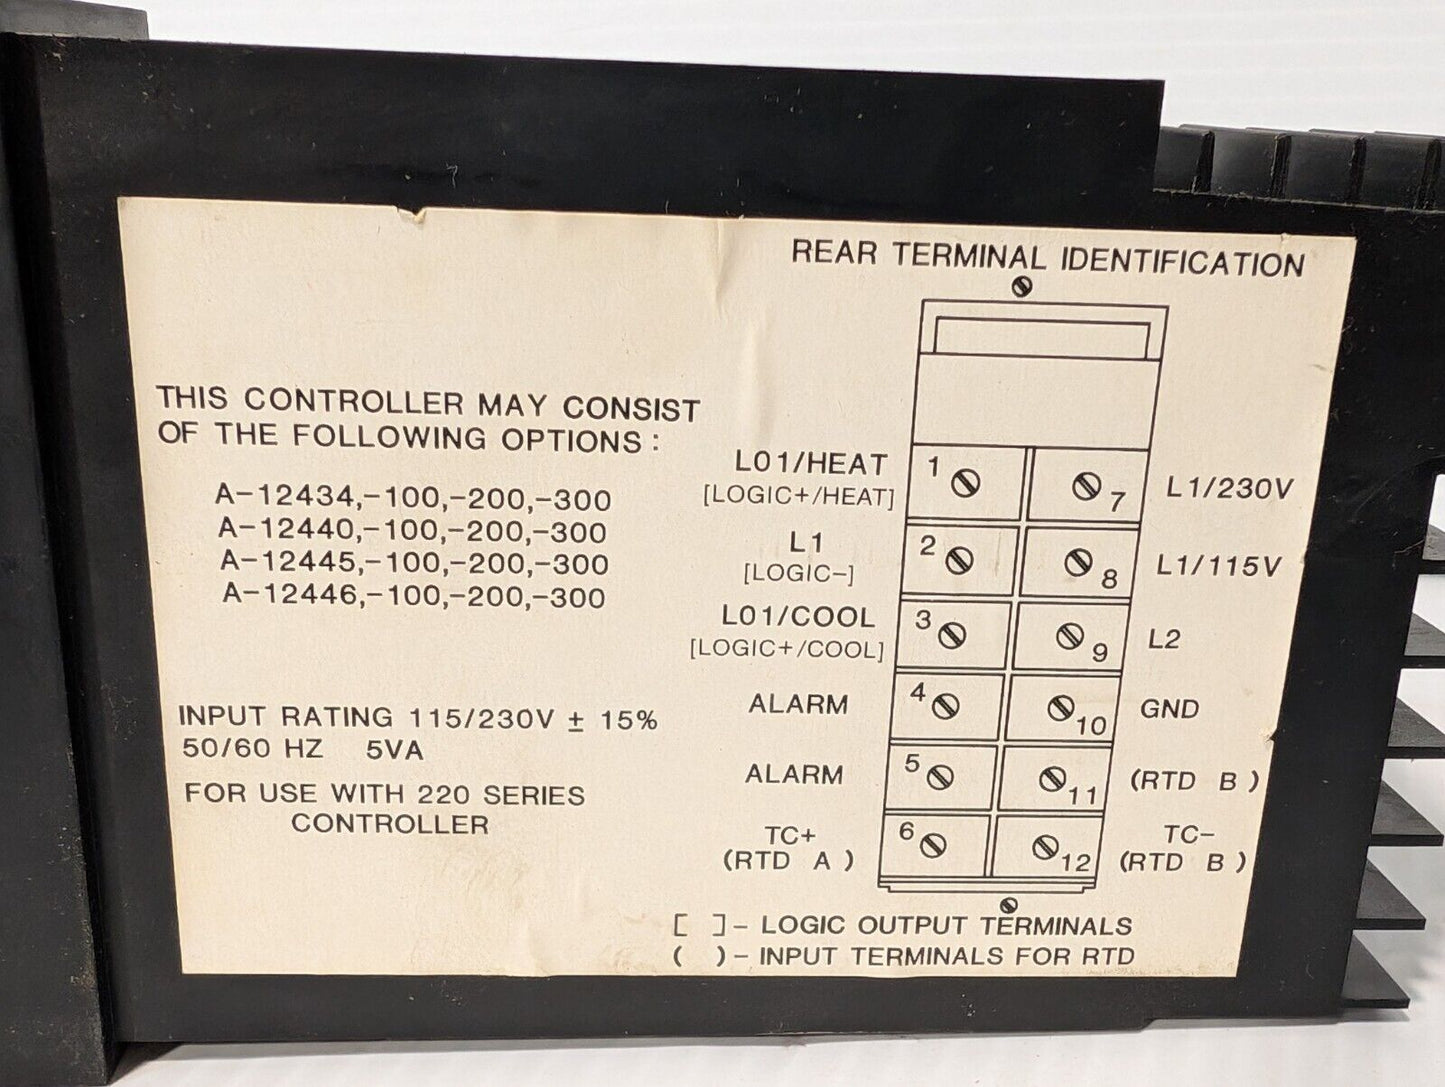 REAR TERMINAL IDENTIFICATION
THIS CONTROLLER MAY CONSIST
OF THE FOLLOWING OPTIONS :
A-12434,-100,-200,-300
A-12440,-100,-200,-300
A-12445,-100,-200,-300
A-12446,-100,-200,-300
INPUT RATING 115/230V ± 15%
50/60 HZ 5VA
FOR USE WITH 220 SERIES
CONTROLLER
LO1/HEAT 1 7 L1/230V
[LOGIC+/HEAT]
L1 2 8 L1/115V
[LOGIC-]
LO1/COOL 3 9 L2
[LOGIC+/COOL]
ALARM 4 10 GND
ALARM 5 11 (RTD B )
TC+ 6 12 TC-
(RTD A ) (RTD B )
[ ]- LOGIC OUTPUT TERMINALS
( )- INPUT TERMINALS FOR RTD